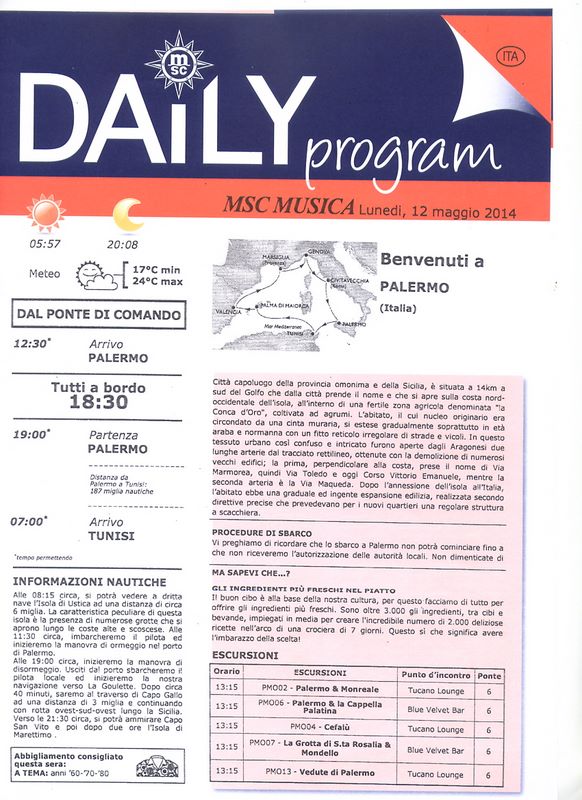 msc
DAiLY program
ITA
MSC MUSICA Lunedi, 12 maggio 2014
05:57
20:08
Meteo
17°C min
24°C max
DAL PONTE DI COMANDO
12:30* Arrivo
PALERMO
Tutti a bordo
18:30
19:00* Partenza
PALERMO
Distanza da
Palermo a Tunisi:
187 miglia nautiche
07:00* Arrivo
TUNISI
*tempo permettendo
INFORMAZIONI NAUTICHE
Alle 08:15 circa, si potrà vedere a dritta
nave l'Isola di Ustica ad una distanza di circa
6 miglia. La caratteristica peculiare di questa
isola è la presenza di numerose grotte che si
aprono lungo le coste alte e scoscese. Alle
11:30 circa, imbarcheremo il pilota ed
inizieremo la manovra di ormeggio nel porto
di Palermo.
Alle 19:00 circa, inizieremo la manovra di
disormeggio. Usciti dal porto sbarcheremo il
pilota locale ed inizieremo la nostra
navigazione verso La Goulette. Dopo circa
40 minuti, saremo al traverso di Capo Gallo
ad una distanza di 3 miglia e continuando
con rotta ovest-sud-ovest lungo la Sicilia.
Verso le 21:30 circa, si potrà ammirare Capo
San Vito e poi dopo due ore l'Isola di
Marettimo .
Abbigliamento consigliato
questa sera:
A TEMA: anni '60-'70-'80
GENOVA
MARSIGLIA
(Provenza)
CIVITAVECCHIA
(Roma)
VALENCIA
PALMA DI MAIORCA
Mar Mediterraneo
TUNISI
PALERMO
Benvenuti a
PALERMO
(Italia)
Città capoluogo della provincia omonima e della Sicilia, è situata a 14km a
sud del Golfo che dalla città prende il nome e che si apre sulla costa nord-
occidentale dell'isola, all'interno di una fertile zona agricola denominata "la
Conca d'Oro", coltivata ad agrumi. L'abitato, il cui nucleo originario era
circondato da una cinta muraria, si estese gradualmente soprattutto in età
araba e normanna con un fitto reticolo irregolare di strade e vicoli. In questo
tessuto urbano così confuso e intricato furono aperte dagli Aragonesi due
lunghe arterie dal tracciato rettilineo, ottenute con la demolizione di numerosi
vecchi edifici; la prima, perpendicolare alla costa, prese il nome di Via
Marmorea, quindi Via Toledo e oggi Corso Vittorio Emanuele, mentre la
seconda arteria è la Via Maqueda. Dopo l'annessione dell'isola all'Italia,
l'abitato ebbe una graduale ed ingente espansione edilizia, realizzata secondo
direttive precise che prevedevano per i nuovi quartieri una regolare struttura
a scacchiera.
PROCEDURE DI SBARCO
Vi preghiamo di ricordare che lo sbarco a Palermo non potrà cominciare fino a
che non riceveremo l'autorizzazione delle autorità locali. Non dimenticate di
MA SAPEVI CHE...?
GLI INGREDIENTI PIÙ FRESCHI NEL PIATTO
Il buon cibo è alla base della nostra cultura, per questo facciamo di tutto per
offrire gli ingredienti più freschi. Sono oltre 3.000 gli ingredienti, tra cibi e
bevande, impiegati in media per creare l'incredibile numero di 2.000 deliziose
ricette nell'arco di una crociera di 7 giorni. Questo sì che significa avere
l'imbarazzo della scelta!
ESCURSIONI
Orario ESCURSIONI Punto d'incontro Ponte
13:15 PMO02 - Palermo & Monreale Tucano Lounge 6
13:15 PMO06 - Palermo & la Cappella Palatina Blue Velvet Bar 6
13:15 PMO04 - Cefalù Tucano Lounge 6
13:15 PMO07 - La Grotta di S.ta Rosalia & Mondello Blue Velvet Bar 6
13:15 PMO13 - Vedute di Palermo Tucano Lounge 6